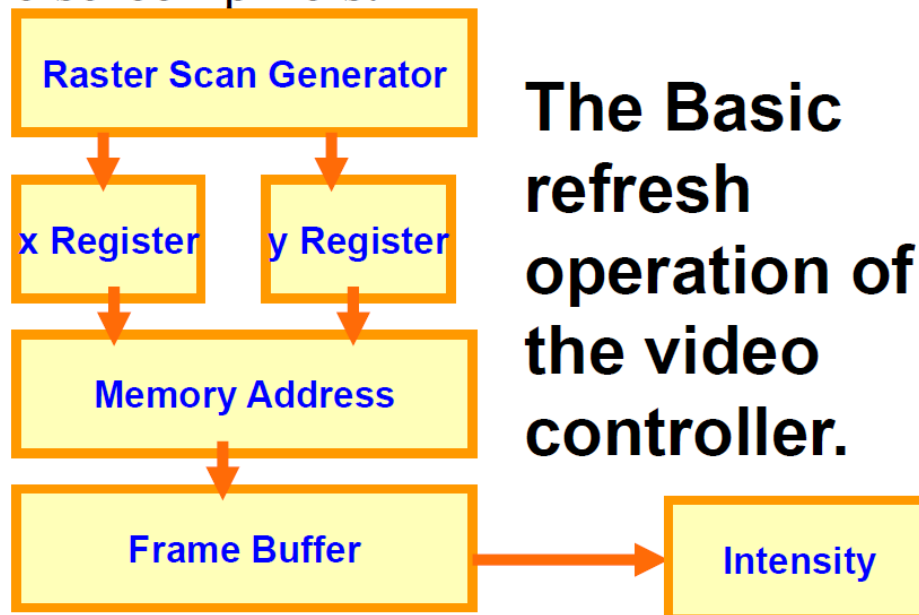 Raster Scan Generator
The Basic
refresh
operation of
the video
controller.
x Register
y Register
Memory Address
Frame Buffer
Intensity